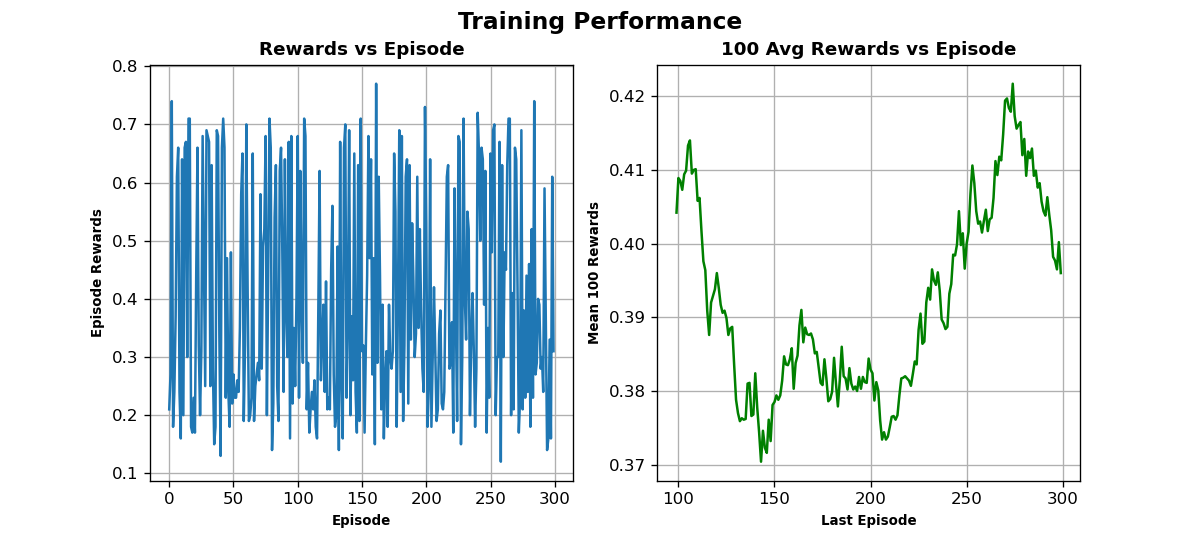 Training Performance
Rewards vs Episode
Episode Rewards
0.8
0.7
0.6
0.5
0.4
0.3
0.2
0.1
0 50 100 150 200 250 300
Episode
100 Avg Rewards vs Episode
Mean 100 Rewards
0.42
0.41
0.40
0.39
0.38
0.37
100 150 200 250 300
Last Episode